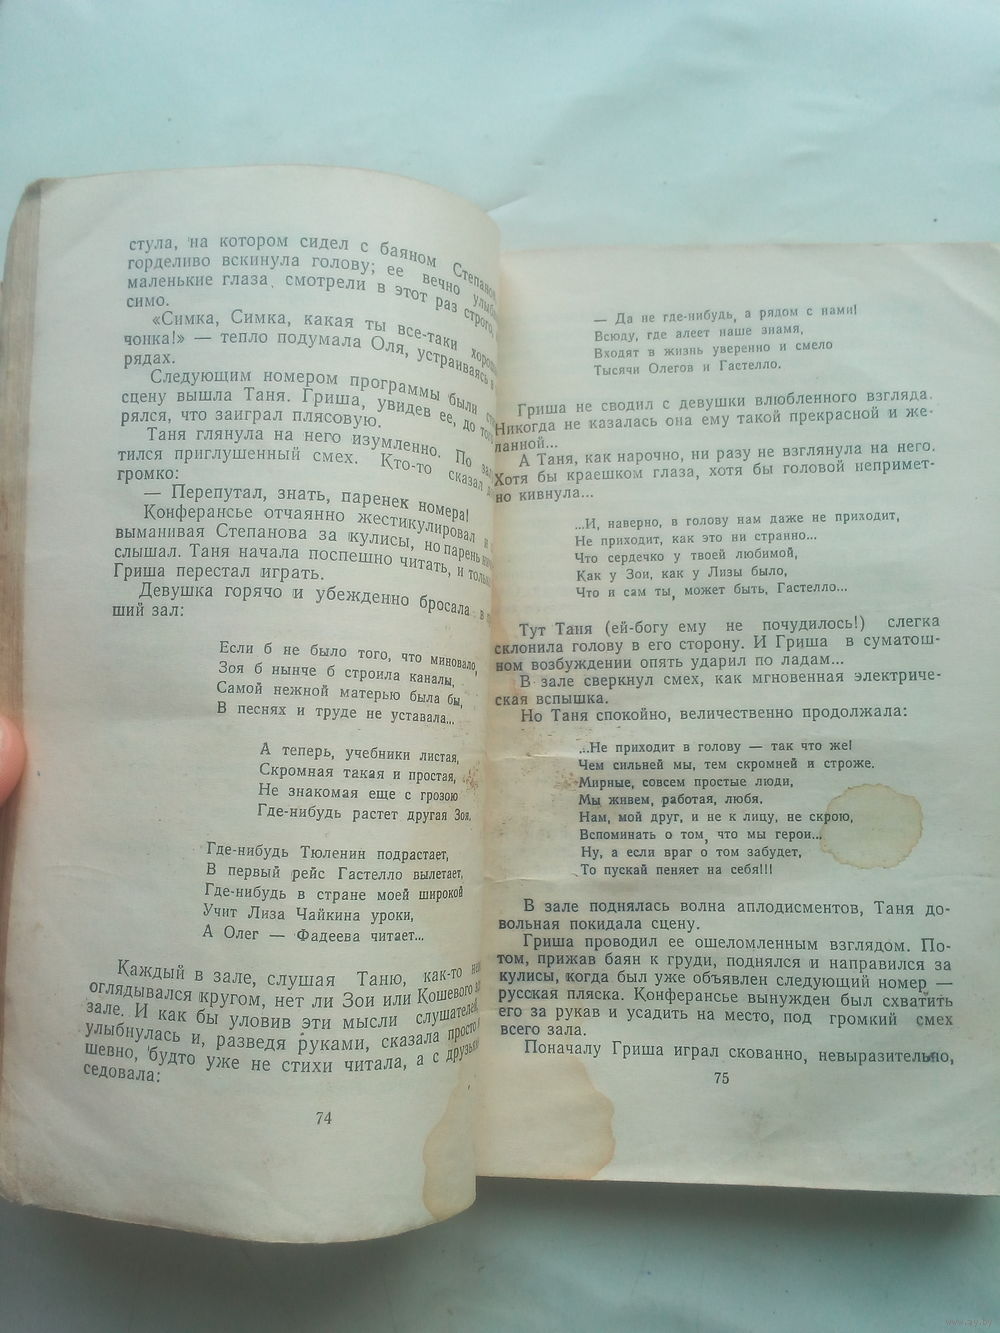 стула, на котором сидел с баяном Степанов
горделиво вскинула голову; ее вечно
маленькие глаза смотрели в этот раз строго,
симо.
«Симка, Симка, какая ты все-таки
чонка!» — тепло подумала Оля, устраиваясь в
рядах.
Следующим номером программы были
сцену вышла Таня. Гриша, увидев ее, до того
рялся, что заиграл плясовую.
Таня глянула на него изумленно. По
тился приглушенный смех. Кто-то сказал
громко:
— Перепутал, знать, паренек номера!
Конферансье отчаянно жестикулировал
выманивая Степанова за кулисы, но парень
слышал. Таня начала поспешно читать, и
Гриша перестал играть.
Девушка горячо и убежденно бросала в
ший зал:
Если б не было того, что миновало,
Зоя б нынче б строила каналы,
Самой нежной матерью была бы,
В песнях и труде не уставала...
А теперь, учебники листая,
Скромная такая и простая,
Не знакомая еще с грозою
Где-нибудь растет другая Зоя,
Где-нибудь Тюленин подрастает,
В первый рейс Гастелло вылетает,
Где-нибудь в стране моей широкой
Учит Лиза Чайкина уроки,
А Олег — Фадеева читает...
Каждый в зале, слушая Таню, как-то
оглядывался кругом, нет ли Зои или Кошевого
зале. И как бы уловив эти мысли слушателей,
улыбнулась и, разведя руками, сказала просто
шевно, будто уже не стихи читала, а с
седовала:
74
— Да не где-нибудь, а рядом с нами!
Всюду, где алеет наше знамя,
Входят в жизнь уверенно и смело
Тысячи Олегов и Гастелло.
Гриша не сводил с девушки влюбленного взгляда.
Никогда не казалась она ему такой прекрасной и же-
ланной...
А Таня, как нарочно, ни разу не взглянула на него.
Хотя бы краешком глаза, хотя бы головой непримет-
но кивнула...
...И, наверно, в голову нам даже не приходит,
Не приходит, как это ни странно...
Что сердечко у твоей любимой,
Как у Зои, как у Лизы было,
Что и сам ты, может быть, Гастелло...
Тут Таня (ей-богу ему не почудилось!) слегка
склонила голову в его сторону. И Гриша в суматош-
ном возбуждении опять ударил по ладам...
В зале сверкнул смех, как мгновенная электриче-
ская вспышка.
Но Таня спокойно, величественно продолжала:
...Не приходит в голову — так что же!
Чем сильней мы, тем скромней и строже.
Мирные, совсем простые люди,
Мы живем, работая, любя.
Нам, мой друг, и не к лицу, не скрою,
Вспоминать о том, что мы герои...
Ну, а если враг о том забудет,
То пускай пеняет на себя!!!
В зале поднялась волна аплодисментов, Таня до-
вольная покидала сцену.
Гриша проводил ее ошеломленным взглядом. По-
том, прижав баян к груди, поднялся и направился за
кулисы, когда был уже объявлен следующий номер —
русская пляска. Конферансье вынужден был схватить
его за рукав и усадить на место, под громкий смех
всего зала.
Поначалу Гриша играл скованно, невыразительно,
75
www.ay.by